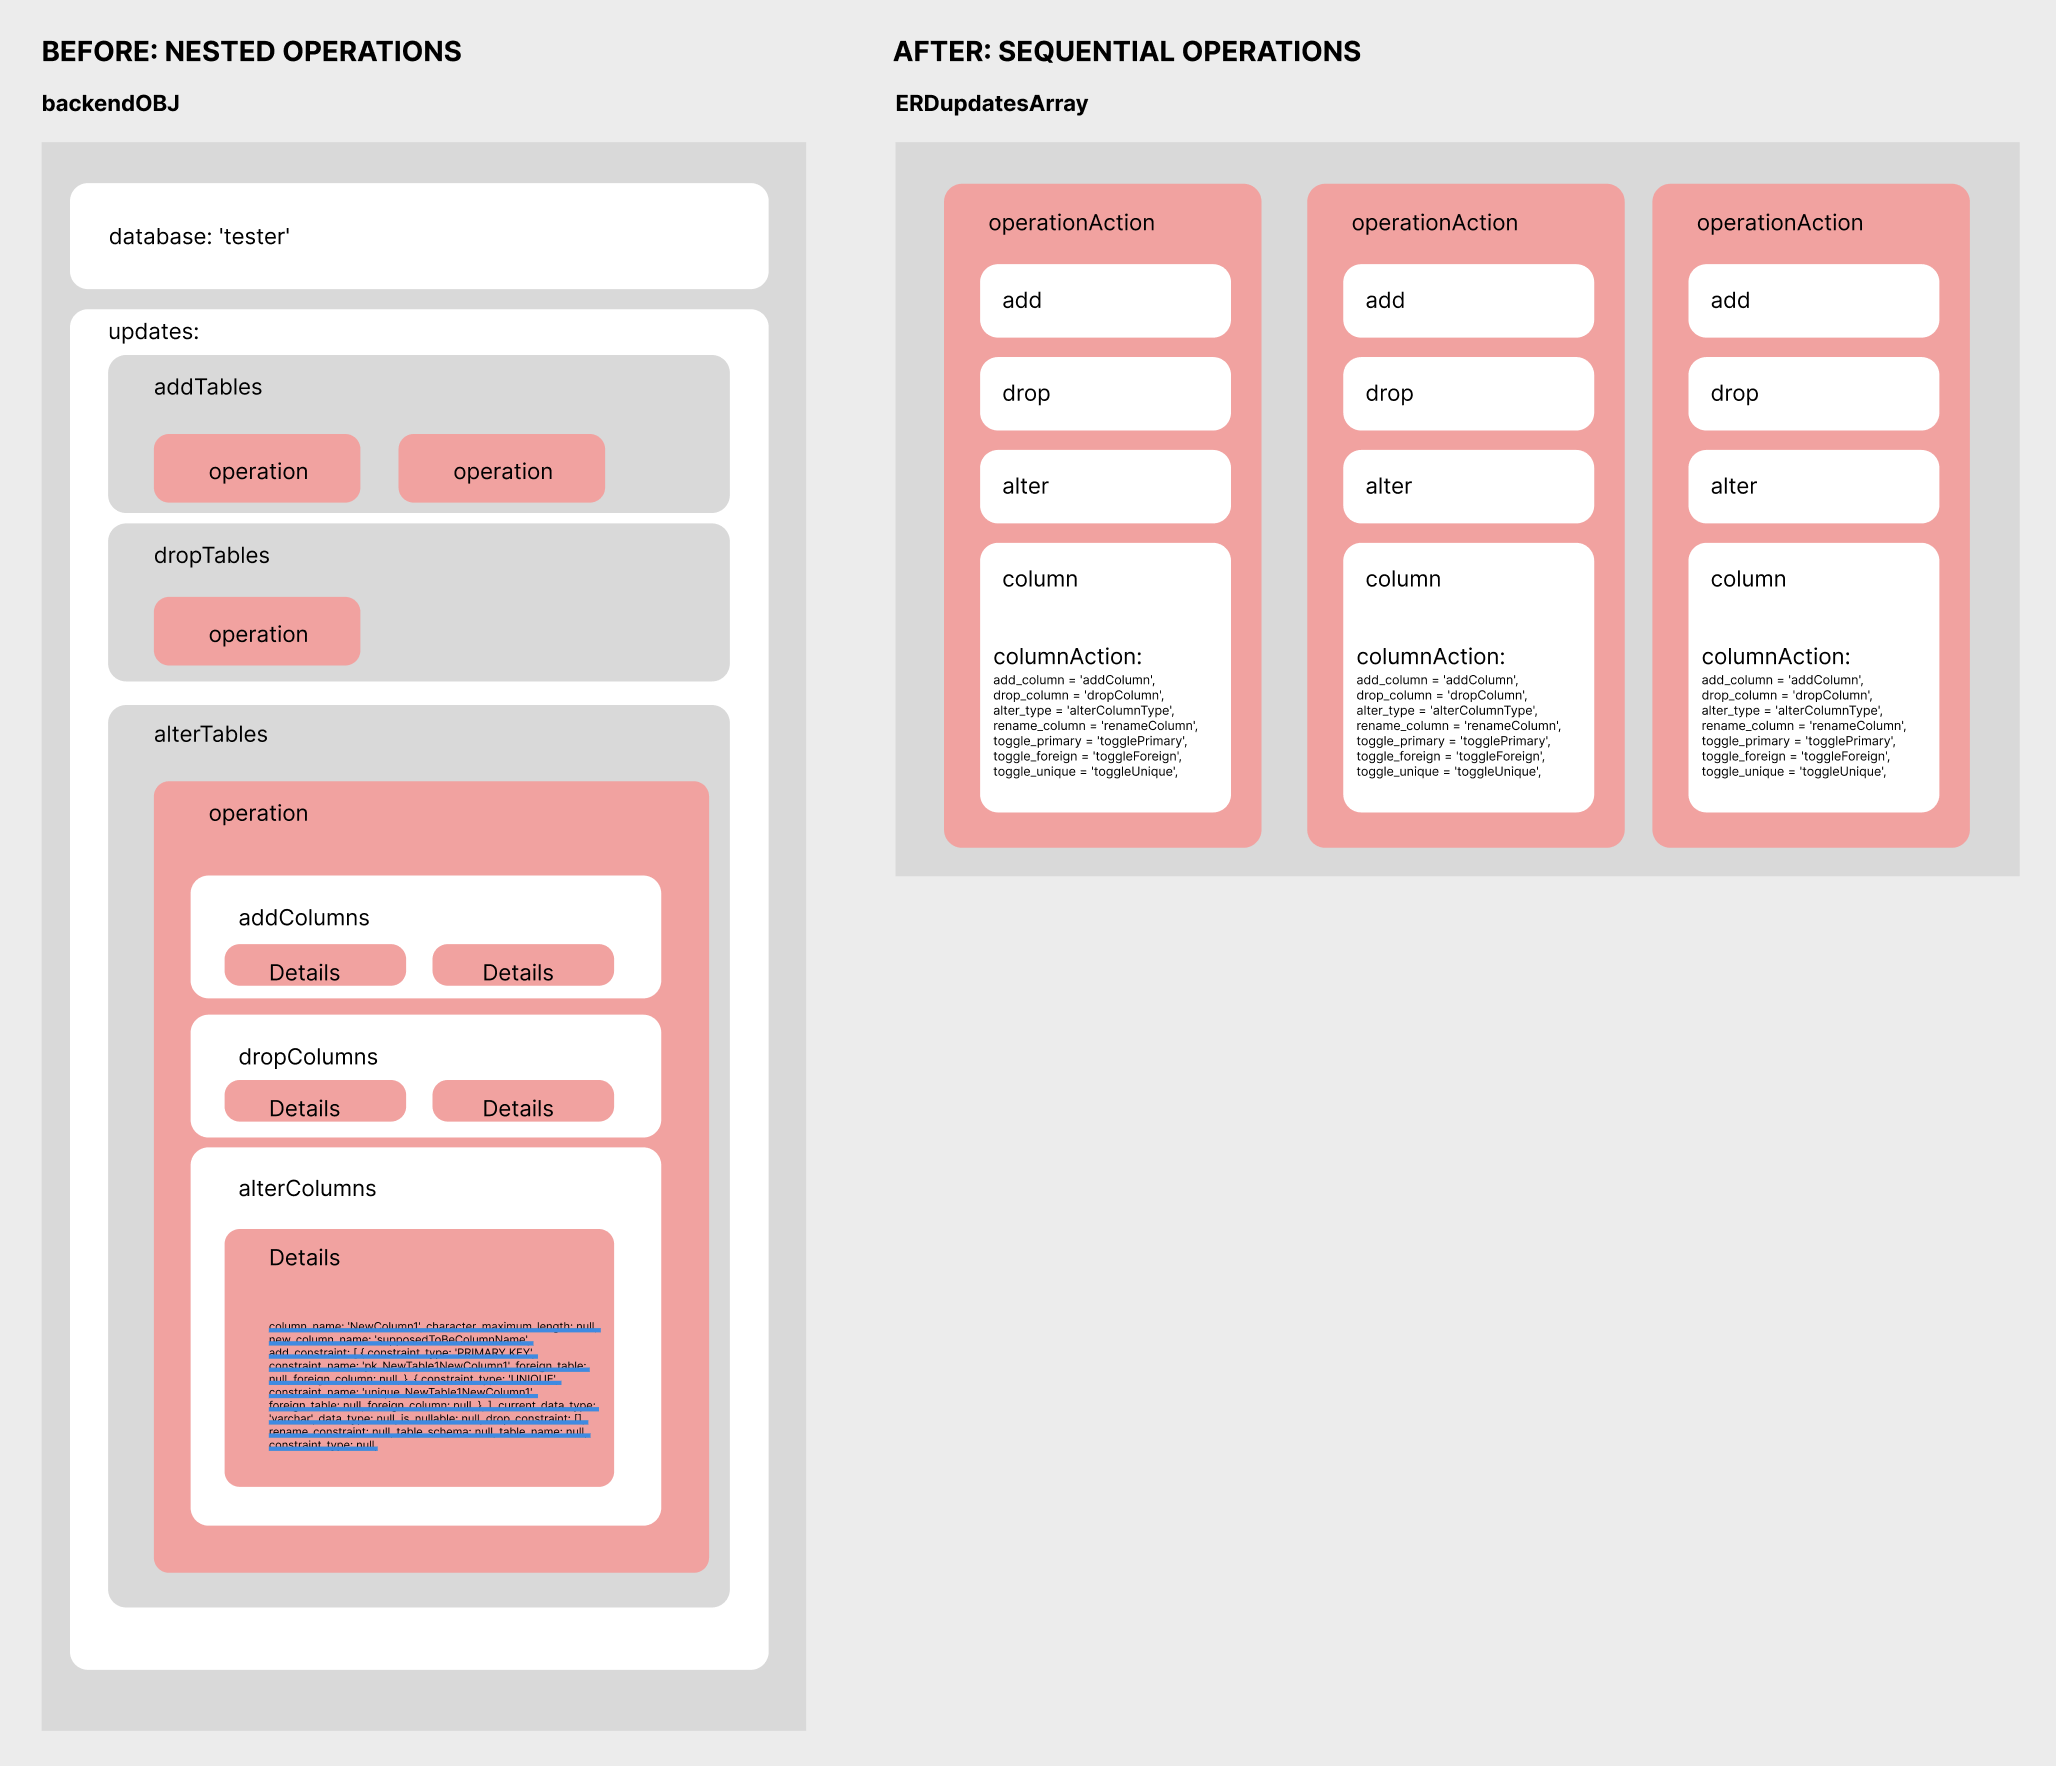 BEFORE: NESTED OPERATIONS
backendOBJ
database: 'tester'
updates:
addTables
operation
operation
dropTables
operation
alterTables
operation
addColumns
Details
Details
dropColumns
Details
Details
alterColumns
Details
column_name: 'NewColumn1', character_maximum_length: null,
new_column_name: 'supposedToBeColumnName',
add_constraint: [ { constraint_type: 'PRIMARY KEY',
constraint_name: 'pk_NewTable1NewColumn1', foreign_table:
null, foreign_column: null, }, { constraint_type: 'UNIQUE',
constraint_name: 'unique_NewTable1NewColumn1',
foreign_table: null, foreign_column: null, }, ], current_data_type:
'varchar', data_type: null, is_nullable: null, drop_constraint: [],
rename_constraint: null, table_schema: null, table_name: null,
constraint_type: null,
AFTER: SEQUENTIAL OPERATIONS
ERDupdatesArray
operationAction
add
drop
alter
column
columnAction:
add_column = 'addColumn',
drop_column = 'dropColumn',
alter_type = 'alterColumnType',
rename_column = 'renameColumn',
toggle_primary = 'togglePrimary',
toggle_foreign = 'toggleForeign',
toggle_unique = 'toggleUnique',
operationAction
add
drop
alter
column
columnAction:
add_column = 'addColumn',
drop_column = 'dropColumn',
alter_type = 'alterColumnType',
rename_column = 'renameColumn',
toggle_primary = 'togglePrimary',
toggle_foreign = 'toggleForeign',
toggle_unique = 'toggleUnique',
operationAction
add
drop
alter
column
columnAction:
add_column = 'addColumn',
drop_column = 'dropColumn',
alter_type = 'alterColumnType',
rename_column = 'renameColumn',
toggle_primary = 'togglePrimary',
toggle_foreign = 'toggleForeign',
toggle_unique = 'toggleUnique',